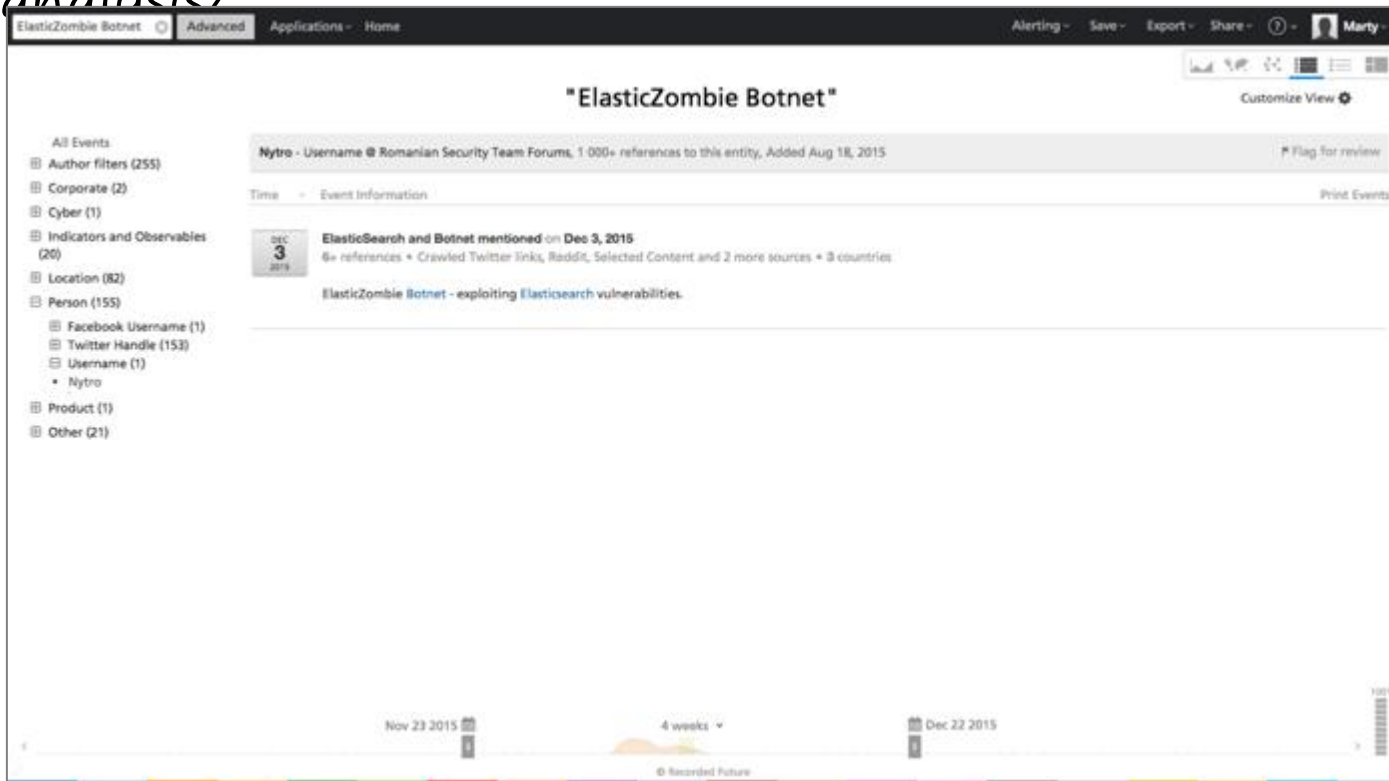 analysis?
ElasticZombie Botnet Advanced Applications Home Alerting Save Export Share ? Marty
"ElasticZombie Botnet"
Customize View
All Events
Author filters (255)
Corporate (2)
Cyber (1)
Indicators and Observables
(20)
Location (82)
Person (155)
Facebook Username (1)
Twitter Handle (153)
Username (1)
• Nytro
Product (1)
Other (21)
Nytro - Username @ Romanian Security Team Forums, 1 000+ references to this entity, Added Aug 18, 2015 Flag for review
Time Event Information Print Events
DEC
3
2015
ElasticSearch and Botnet mentioned on Dec 3, 2015
6+ references • Crawled Twitter links, Reddit, Selected Content and 2 more sources • 3 countries
ElasticZombie Botnet - exploiting Elasticsearch vulnerabilities.
100%
Nov 23 2015 4 weeks Dec 22 2015
© Recorded Future